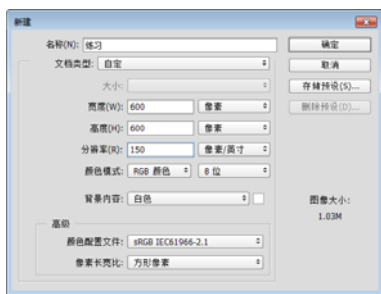 新建
名称(N): 练习
确定
文档类型: 自定
取消
大小:
存储预设(S)...
宽度(W): 600 像素
删除预设(D)...
高度(H): 600 像素
分辨率(R): 150 像素/英寸
颜色模式: RGB 颜色 8 位
背景内容: 白色
图像大小:
1.03M
高级
颜色配置文件: sRGB IEC61966-2.1
像素长宽比: 方形像素